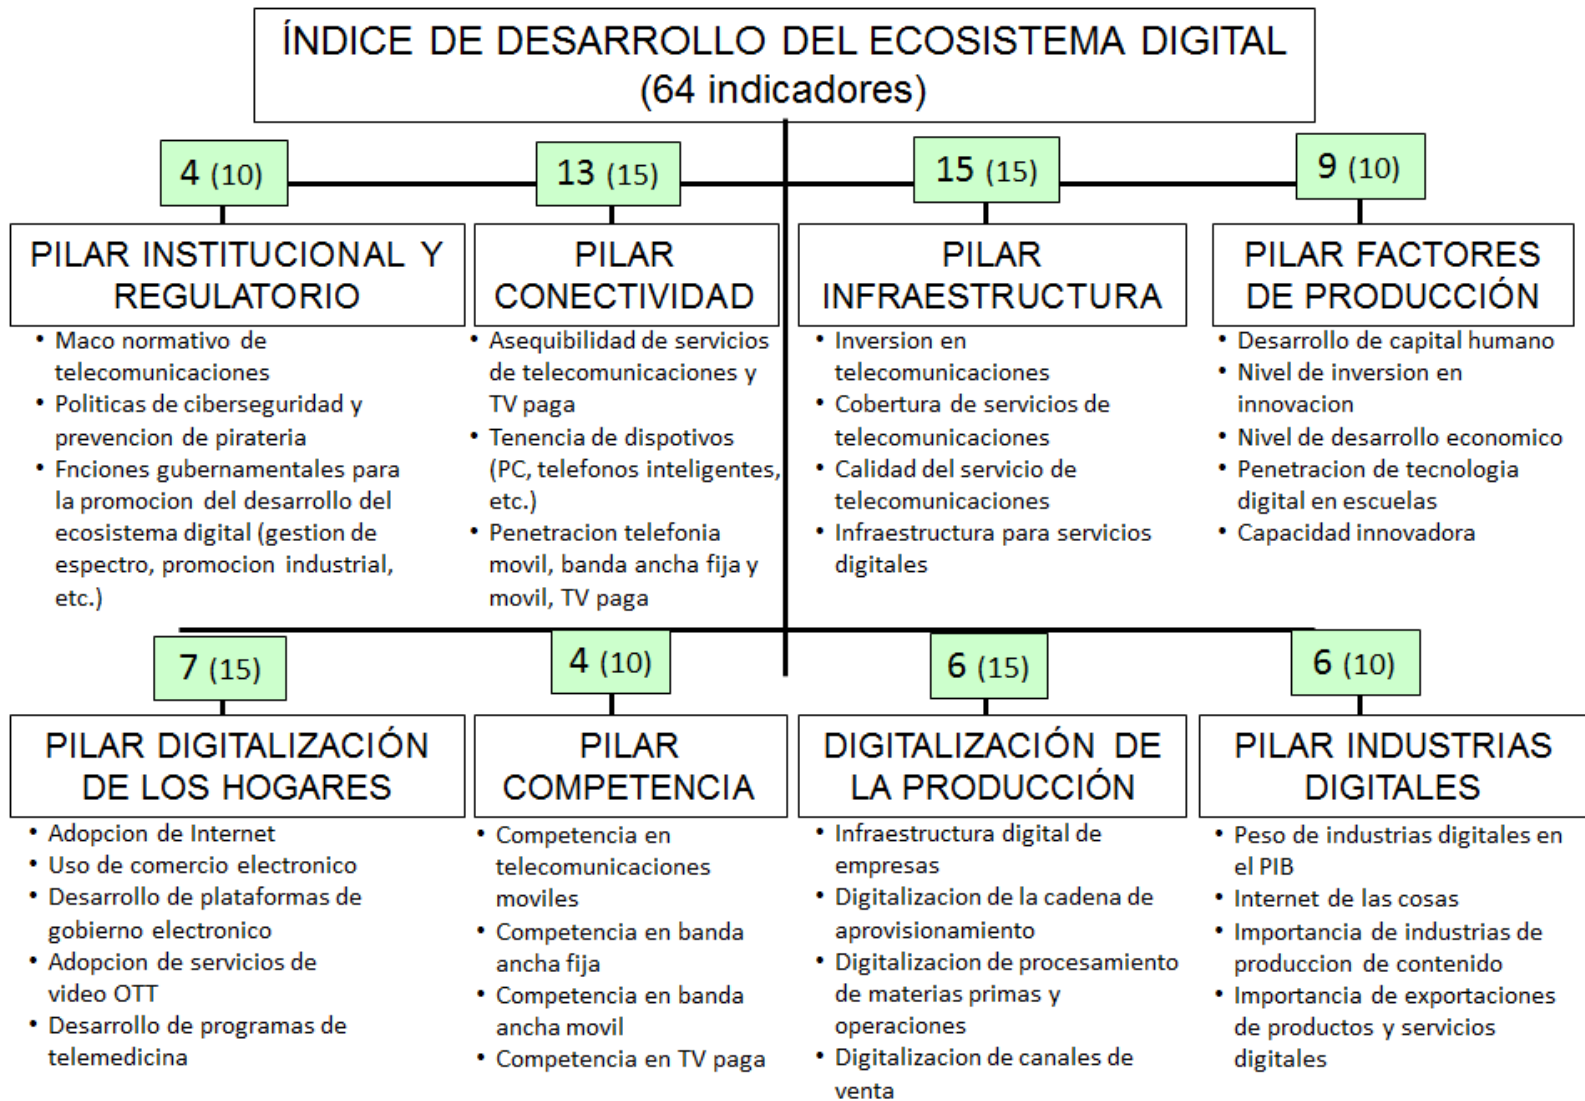 ÍNDICE DE DESARROLLO DEL ECOSISTEMA DIGITAL
(64 indicadores)
4 (10)
PILAR INSTITUCIONAL Y
REGULATORIO
• Maco normativo de
telecomunicaciones
• Politicas de ciberseguridad y
prevencion de pirateria
• Fnciones gubernamentales para
la promocion del desarrollo del
ecosistema digital (gestion de
espectro, promocion industrial,
etc.)
13 (15)
PILAR
CONECTIVIDAD
• Asequibilidad de servicios
de telecomunicaciones y
TV paga
• Tenencia de dispotivos
(PC, telefonos inteligentes,
etc.)
• Penetracion telefonia
movil, banda ancha fija y
movil, TV paga
15 (15)
PILAR
INFRAESTRUCTURA
• Inversion en
telecomunicaciones
• Cobertura de servicios de
telecomunicaciones
• Calidad del servicio de
telecomunicaciones
• Infraestructura para servicios
digitales
9 (10)
PILAR FACTORES
DE PRODUCCIÓN
• Desarrollo de capital humano
• Nivel de inversion en
innovacion
• Nivel de desarrollo economico
• Penetracion de tecnologia
digital en escuelas
• Capacidad innovadora
7 (15)
PILAR DIGITALIZACIÓN
DE LOS HOGARES
• Adopcion de Internet
• Uso de comercio electronico
• Desarrollo de plataformas de
gobierno electronico
• Adopcion de servicios de
video OTT
• Desarrollo de programas de
telemedicina
4 (10)
PILAR
COMPETENCIA
• Competencia en
telecomunicaciones
moviles
• Competencia en banda
ancha fija
• Competencia en banda
ancha movil
• Competencia en TV paga
6 (15)
DIGITALIZACIÓN DE
LA PRODUCCIÓN
• Infraestructura digital de
empresas
• Digitalizacion de la cadena de
aprovisionamiento
• Digitalizacion de procesamiento
de materias primas y
operaciones
• Digitalizacion de canales de
venta
6 (10)
PILAR INDUSTRIAS
DIGITALES
• Peso de industrias digitales en
el PIB
• Internet de las cosas
• Importancia de industrias de
produccion de contenido
• Importancia de exportaciones
de productos y servicios
digitales